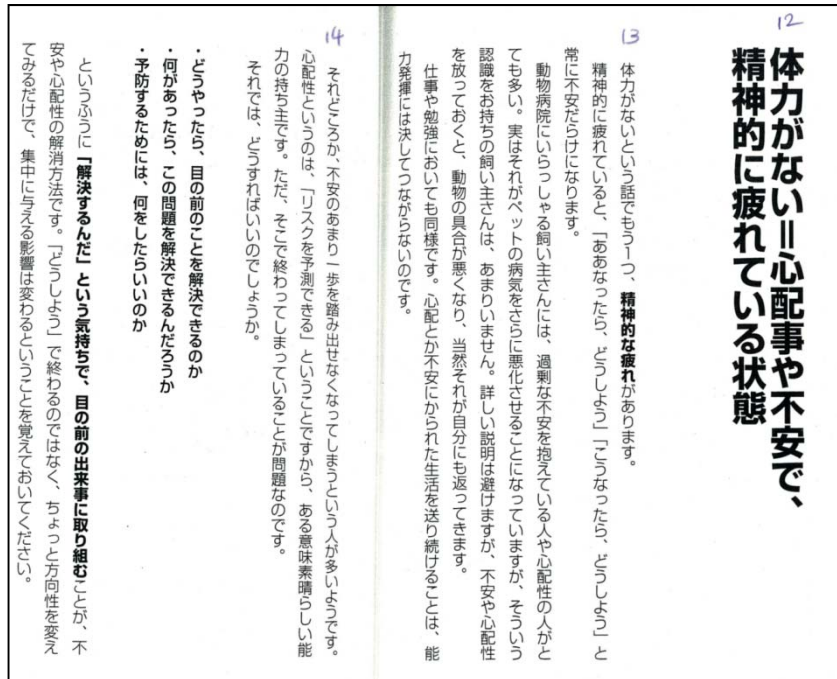 12
体力がない=心配事や不安で、
精神的に疲れている状態
13
体力がないという話でもう1つ、精神的な疲れがあります。
精神的に疲れていると、「ああなったら、どうしよう」「こうなったら、どうしよう」と
常に不安だらけになります。
動物病院にいらっしゃる飼い主さんには、過剰な不安を抱えている人や心配性の人がと
ても多い。実はそれがペットの病気をさらに悪化させることになっていますが、そういう
認識をお持ちの飼い主さんは、あまりいません。詳しい説明は避けますが、不安や心配性
を放っておくと、動物の具合が悪くなり、当然それが自分にも返ってきます。
仕事や勉強においても同様です。心配とか不安にかられた生活を送り続けることは、能
力発揮には決してつながらないのです。
14
それどころか、不安のあまり一歩を踏み出せなくなってしまうという人が多いようです。
心配性というのは、「リスクを予測できる」ということですから、ある意味素晴らしい能
力の持ち主です。ただ、そこで終わってしまっていることが問題なのです。
それでは、どうすればいいのでしょうか。
・どうやったら、目の前のことを解決できるのか
・何があったら、この問題を解決できるんだろうか
・予防するためには、何をしたらいいのか
というふうに「解決するんだ」という気持ちで、目の前の出来事に取り組むことが、不
安や心配性の解消方法です。「どうしよう」で終わるのではなく、ちょっと方向性を変え
てみるだけで、集中に与える影響は変わるということを覚えておいてください。